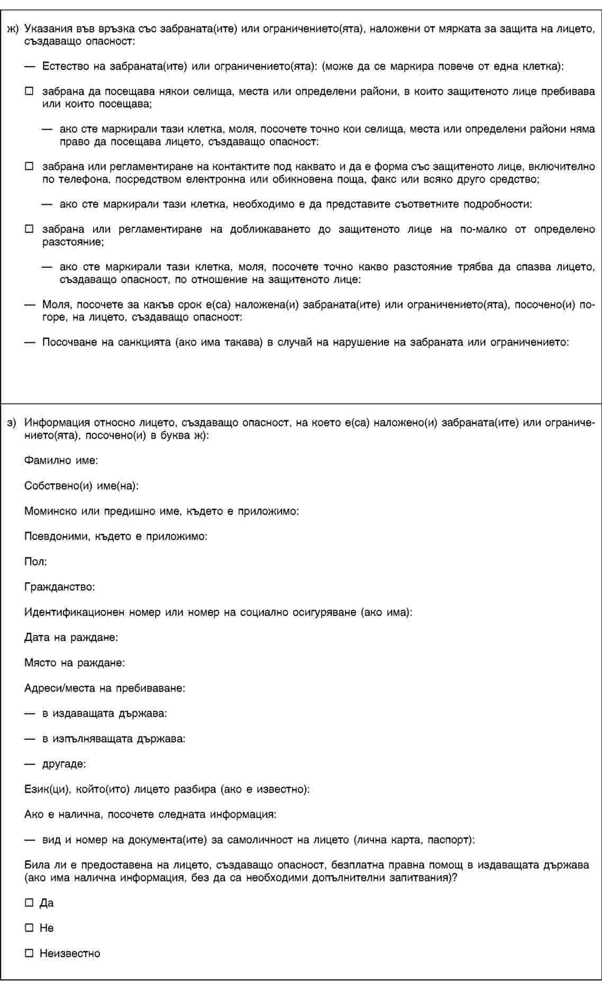 ж) Указания във връзка със забраната(ите) или ограничението(ята), наложени от мярката за защита на лицето,
създаващо опасност:
— Естество на забраната(ите) или ограничението(ята): (може да се маркира повече от една клетка):
☐ забрана да посещава някои селища, места или определени райони, в които защитеното лице пребивава
или които посещава;
— ако сте маркирали тази клетка, моля, посочете точно кои селища, места или определени райони няма
право да посещава лицето, създаващо опасност:
☐ забрана или регламентиране на контактите под каквато и да е форма със защитеното лице, включително
по телефона, посредством електронна или обикновена поща, факс или всяко друго средство;
— ако сте маркирали тази клетка, необходимо е да представите съответните подробности:
☐ забрана или регламентиране на доближаването до защитеното лице на по-малко от определено
разстояние;
— ако сте маркирали тази клетка, моля, посочете точно какво разстояние трябва да спазва лицето,
създаващо опасност, по отношение на защитеното лице:
— Моля, посочете за какъв срок е(са) наложена(и) забраната(ите) или ограничението(ята), посочено(и) по-
горе, на лицето, създаващо опасност:
— Посочване на санкцията (ако има такава) в случай на нарушение на забраната или ограничението:
з) Информация относно лицето, създаващо опасност, на което е(са) наложено(и) забраната(ите) или ограниче-
нието(ята), посочено(и) в буква ж):
Фамилно име:
Собствено(и) име(на):
Моминско или предишно име, където е приложимо:
Псевдоними, където е приложимо:
Пол:
Гражданство:
Идентификационен номер или номер на социално осигуряване (ако има):
Дата на раждане:
Място на раждане:
Адреси/места на пребиваване:
— в издаващата държава:
— в изпълняващата държава:
— другаде:
Език(ци), който(ито) лицето разбира (ако е известно):
Ако е налична, посочете следната информация:
— вид и номер на документа(ите) за самоличност на лицето (лична карта, паспорт):
Била ли е предоставена на лицето, създаващо опасност, безплатна правна помощ в издаващата държава
(ако има налична информация, без да са необходими допълнителни запитвания)?
☐ Да
☐ Не
☐ Неизвестно